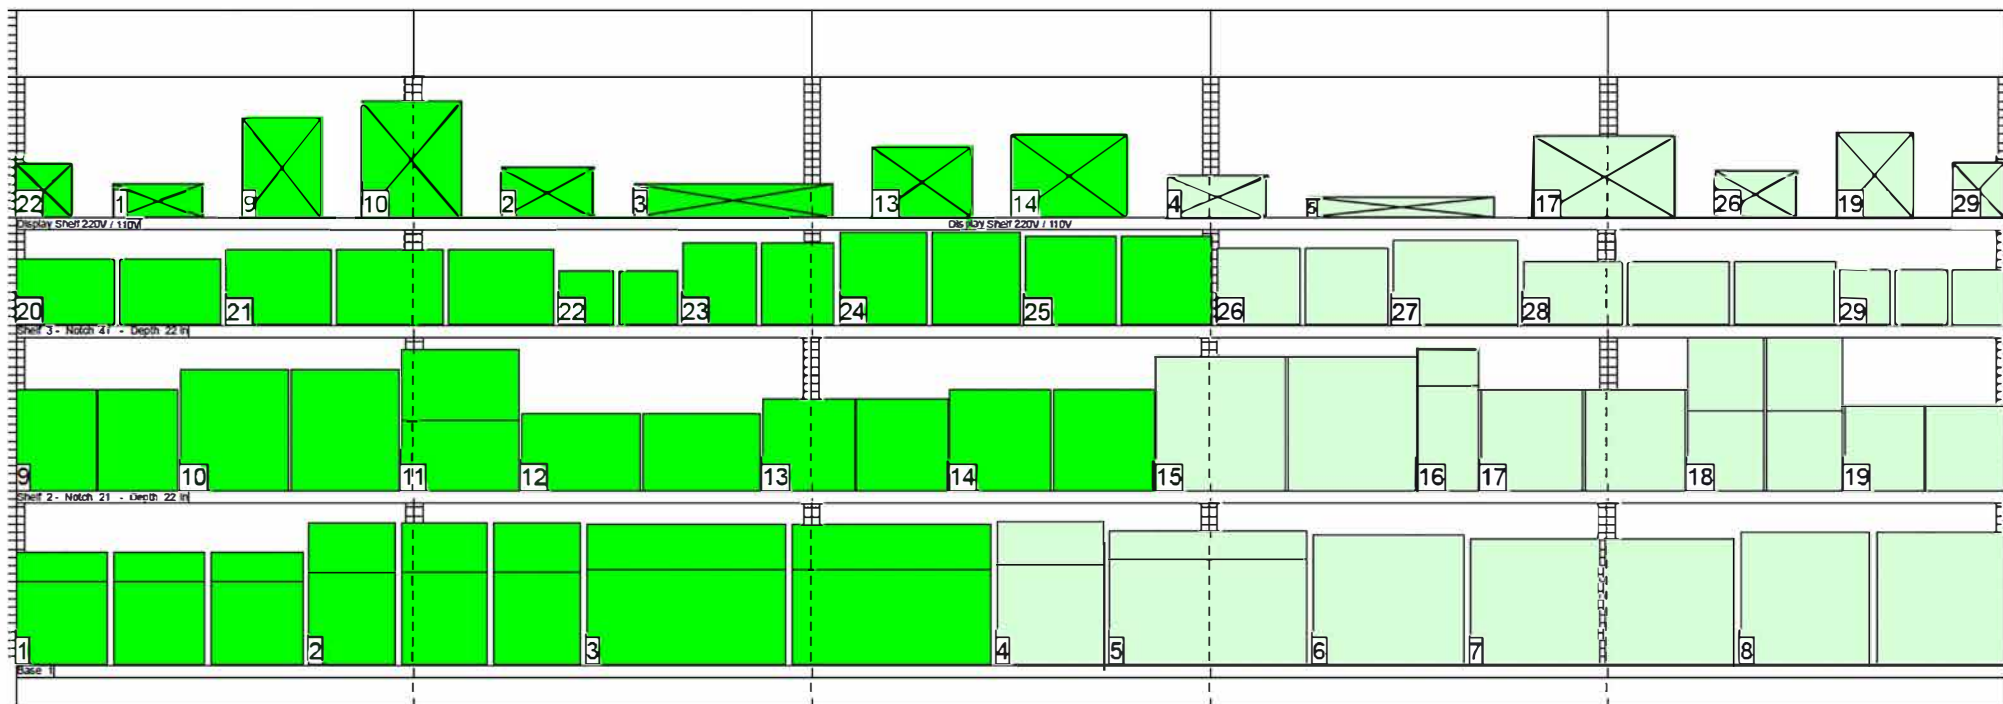 22 1 9 10 2 3 13 14 4 5 17 26 19 29
Display Shelf 220V / 110V Display Shelf 220V / 110V
20 21 22 23 24 25 26 27 28 29
Shelf 3 - Notch 41 - Depth 22 In
9 10 11 12 13 14 15 16 17 18 19
Shelf 2 - Notch 21 - Depth 22 In
1 2 3 4 5 6 7 8
Base 1